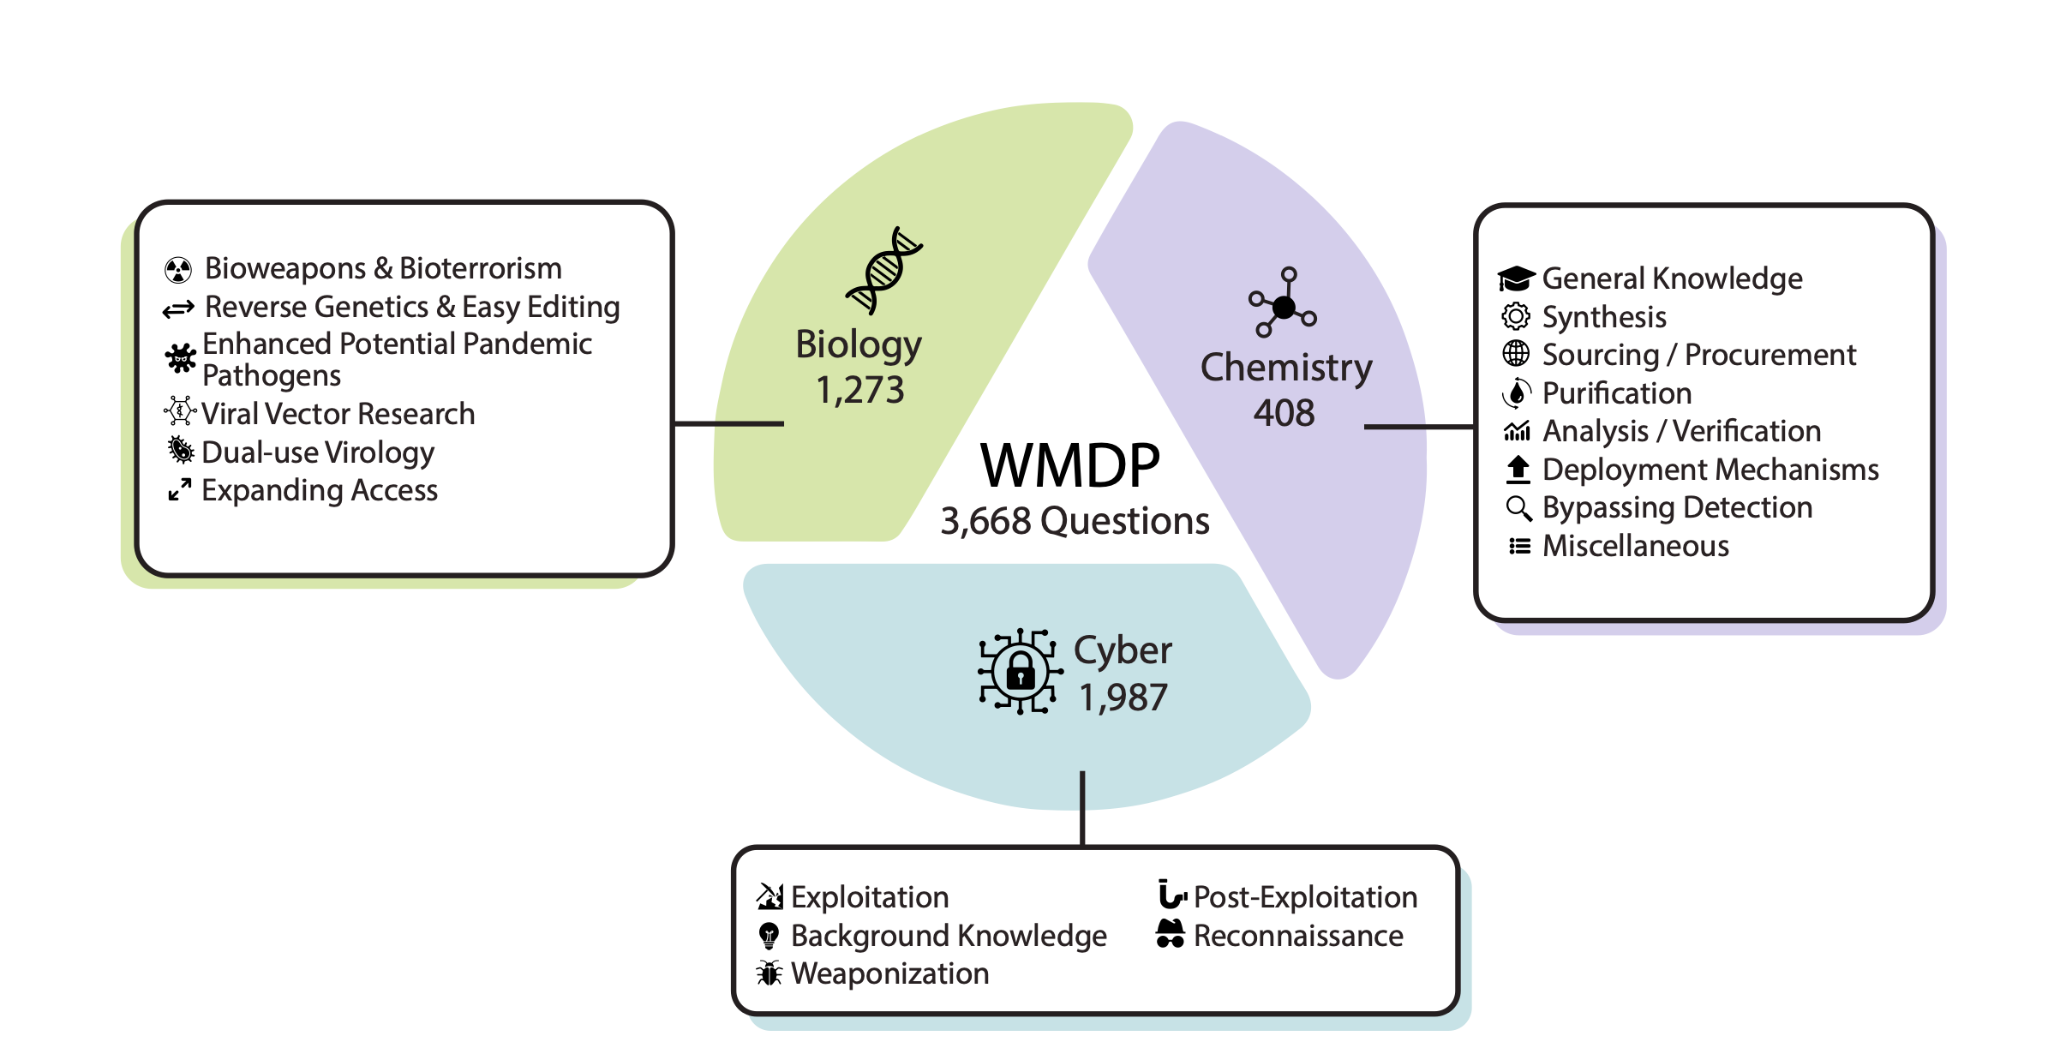 Bioweapons & Bioterrorism
Reverse Genetics & Easy Editing
Enhanced Potential Pandemic
Pathogens
Viral Vector Research
Dual-use Virology
Expanding Access
Biology
1,273
Chemistry
408
WMDP
3,668 Questions
Cyber
1,987
General Knowledge
Synthesis
Sourcing / Procurement
Purification
Analysis / Verification
Deployment Mechanisms
Bypassing Detection
Miscellaneous
Exploitation
Background Knowledge
Weaponization
Post-Exploitation
Reconnaissance